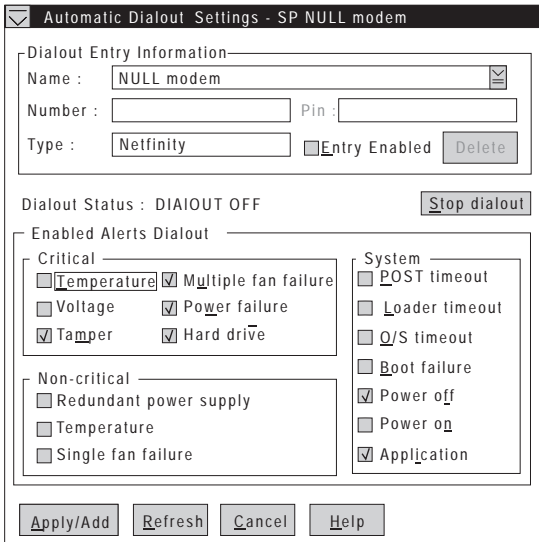 Automatic Dialout Settings - SP NULL modem
Dialout Entry Information
Name : NULL modem
Number : Pin :
Type : Netfinity Entry Enabled Delete
Dialout Status : DIAIOUT OFF Stop dialout
Enabled Alerts Dialout
Critical
Temperature Multiple fan failure
Voltage Power failure
Tamper Hard drive
Non-critical
Redundant power supply
Temperature
Single fan failure
System
POST timeout
Loader timeout
O/S timeout
Boot failure
Power off
Power on
Application
Apply/Add Refresh Cancel Help